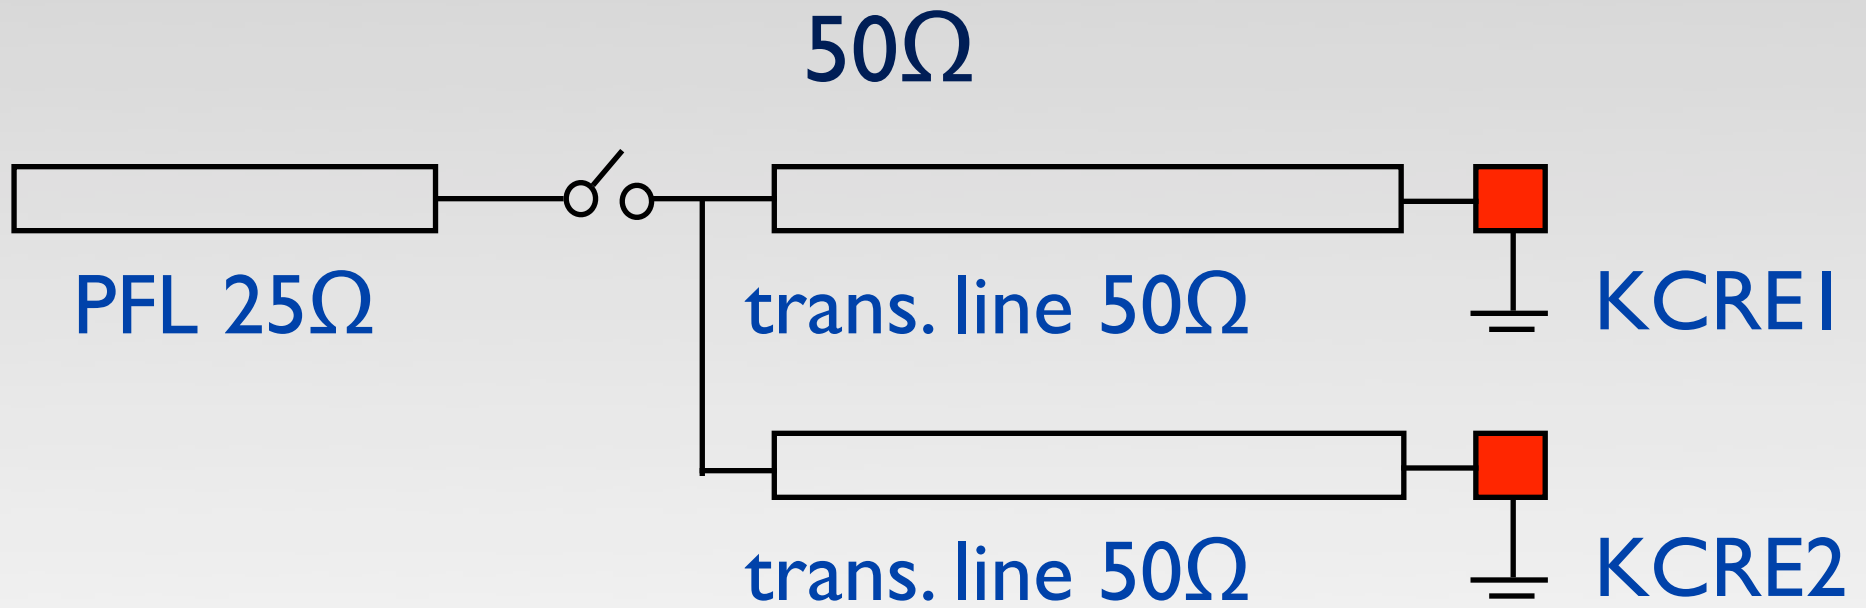 50Ω
PFL 25Ω
trans. line 50Ω
KCRE1
trans. line 50Ω
KCRE2